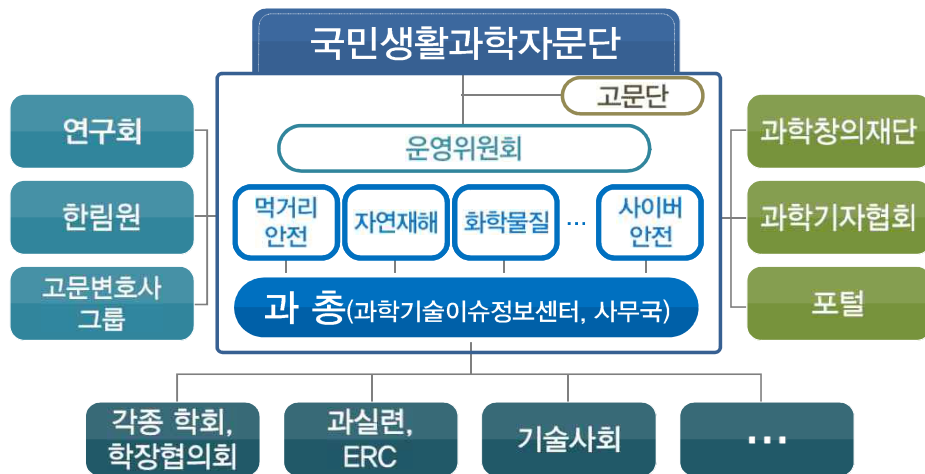 국민생활과학자문단
고문단
운영위원회
연구회
한림원
고문변호사
그룹
먹거리
안전
자연재해
화학물질
...
사이버
안전
과 총(과학기술이슈정보센터, 사무국)
과학창의재단
과학기자협회
포털
각종 학회,
학장협의회
과실련,
ERC
기술사회
...